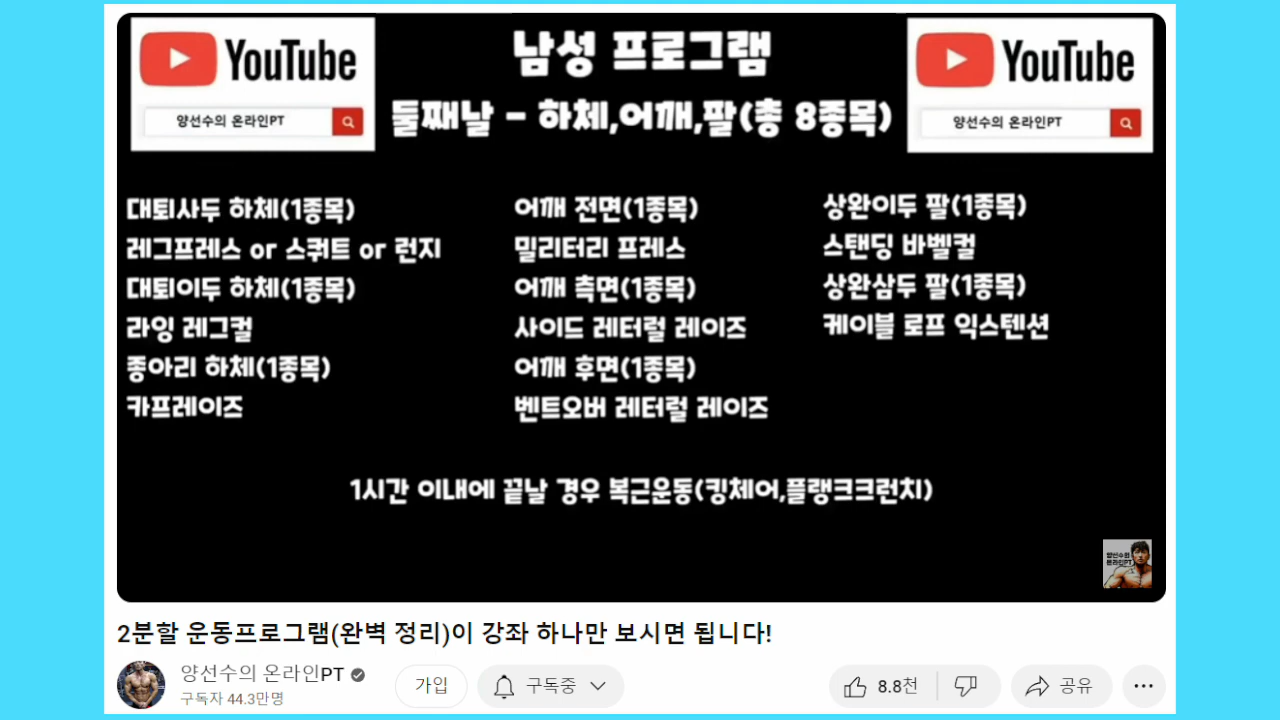 YouTube
양선수의 온라인PT
남성 프로그램
둘째날 - 하체,어깨,팔(총 8종목)
YouTube
양선수의 온라인PT
대퇴사두 하체(1종목)
레그프레스 or 스쿼트 or 런지
대퇴이두 하체(1종목)
라잉 레그컬
종아리 하체(1종목)
카프레이즈
어깨 전면(1종목)
밀리터리 프레스
어깨 측면(1종목)
사이드 레터럴 레이즈
어깨 후면(1종목)
벤트오버 레터럴 레이즈
상완이두 팔(1종목)
스탠딩 바벨컬
상완삼두 팔(1종목)
케이블 로프 익스텐션
1시간 이내에 끝날 경우 복근운동(킹체어,플랭크크런치)
양선수의
온라인PT
2분할 운동프로그램(완벽 정리)이 강좌 하나만 보시면 됩니다!
양선수의 온라인PT
구독자 44.3만명
가입
구독중
8.8천
공유